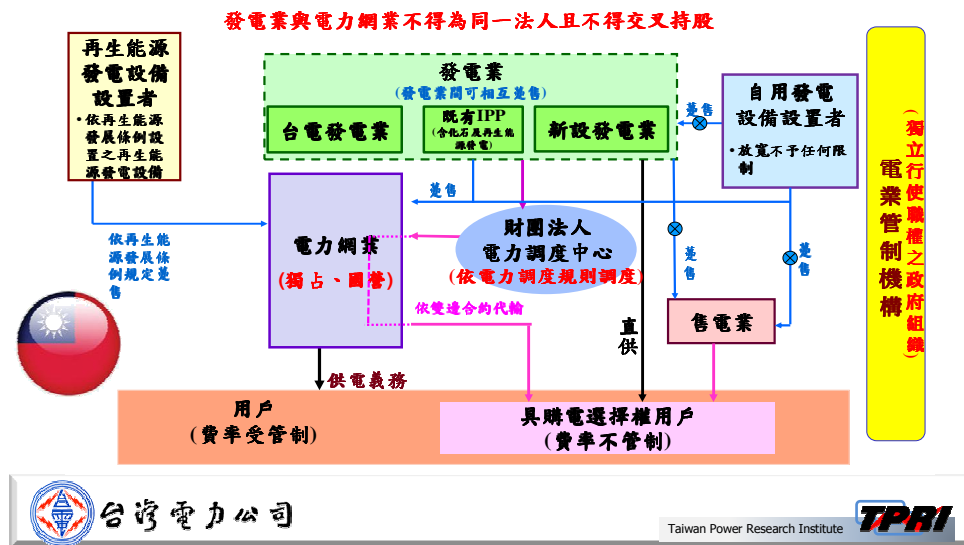 發電業與電力網業不得為同一法人且不得交叉持股
再生能源
發電設備
設置者
•依再生能源
發展條例設
置之再生能
源發電設備
發電業
(發電業間可相互躉售)
台電發電業
既有IPP
(含化石及再生能
源發電)
新設發電業
躉售
自用發電
設備設置者
•放寬不予任何限
制
電業管制機構
(獨立行使職權之政府組織)
躉售
電力網業
(獨占、國營)
財團法人
電力調度中心
(依電力調度規則調度)
依再生能
源發展條
例規定躉
售
躉
售
躉
售
依雙邊合約代輸
直
供
售電業
供電義務
用戶
(費率受管制)
具購電選擇權用戶
(費率不管制)
台灣電力公司
Taiwan Power Research Institute
TPRI